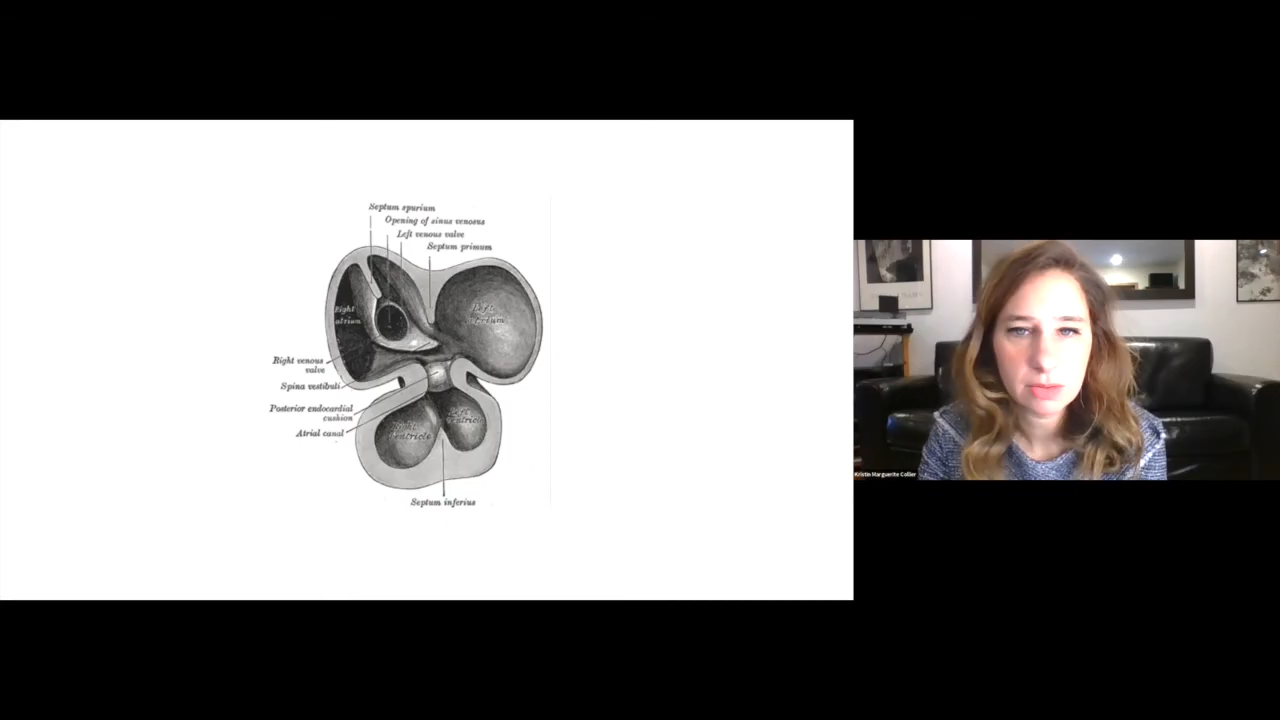 Septum spurium
Opening of sinus venosus
Left venous valve
Septum primum
Right
atrium
Left
atrium
Right venous
valve
Spina vestibuli
Posterior endocardial
cushion
Atrial canal
Right
ventricle
Left
ventricle
Septum inferius
Kristin Marguerite Collier